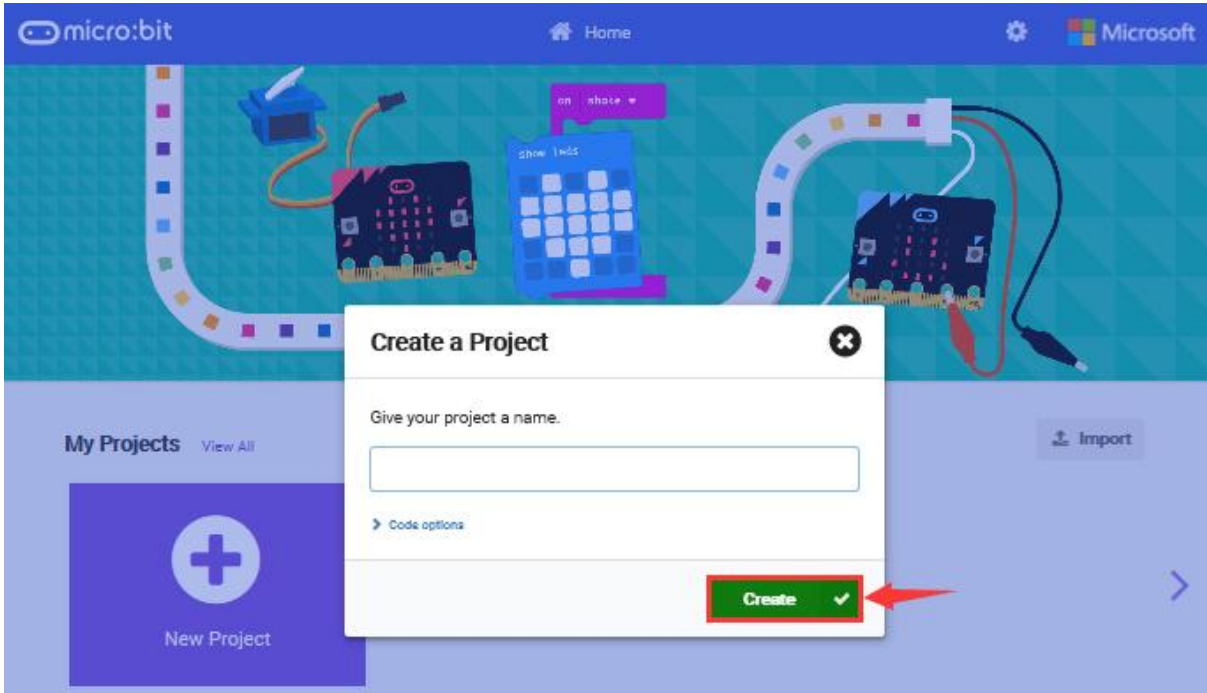 micro:bit
Home
Microsoft
on shake
show leds
Create a Project
Give your project a name.
My Projects View All
Import
Code options
Create
New Project